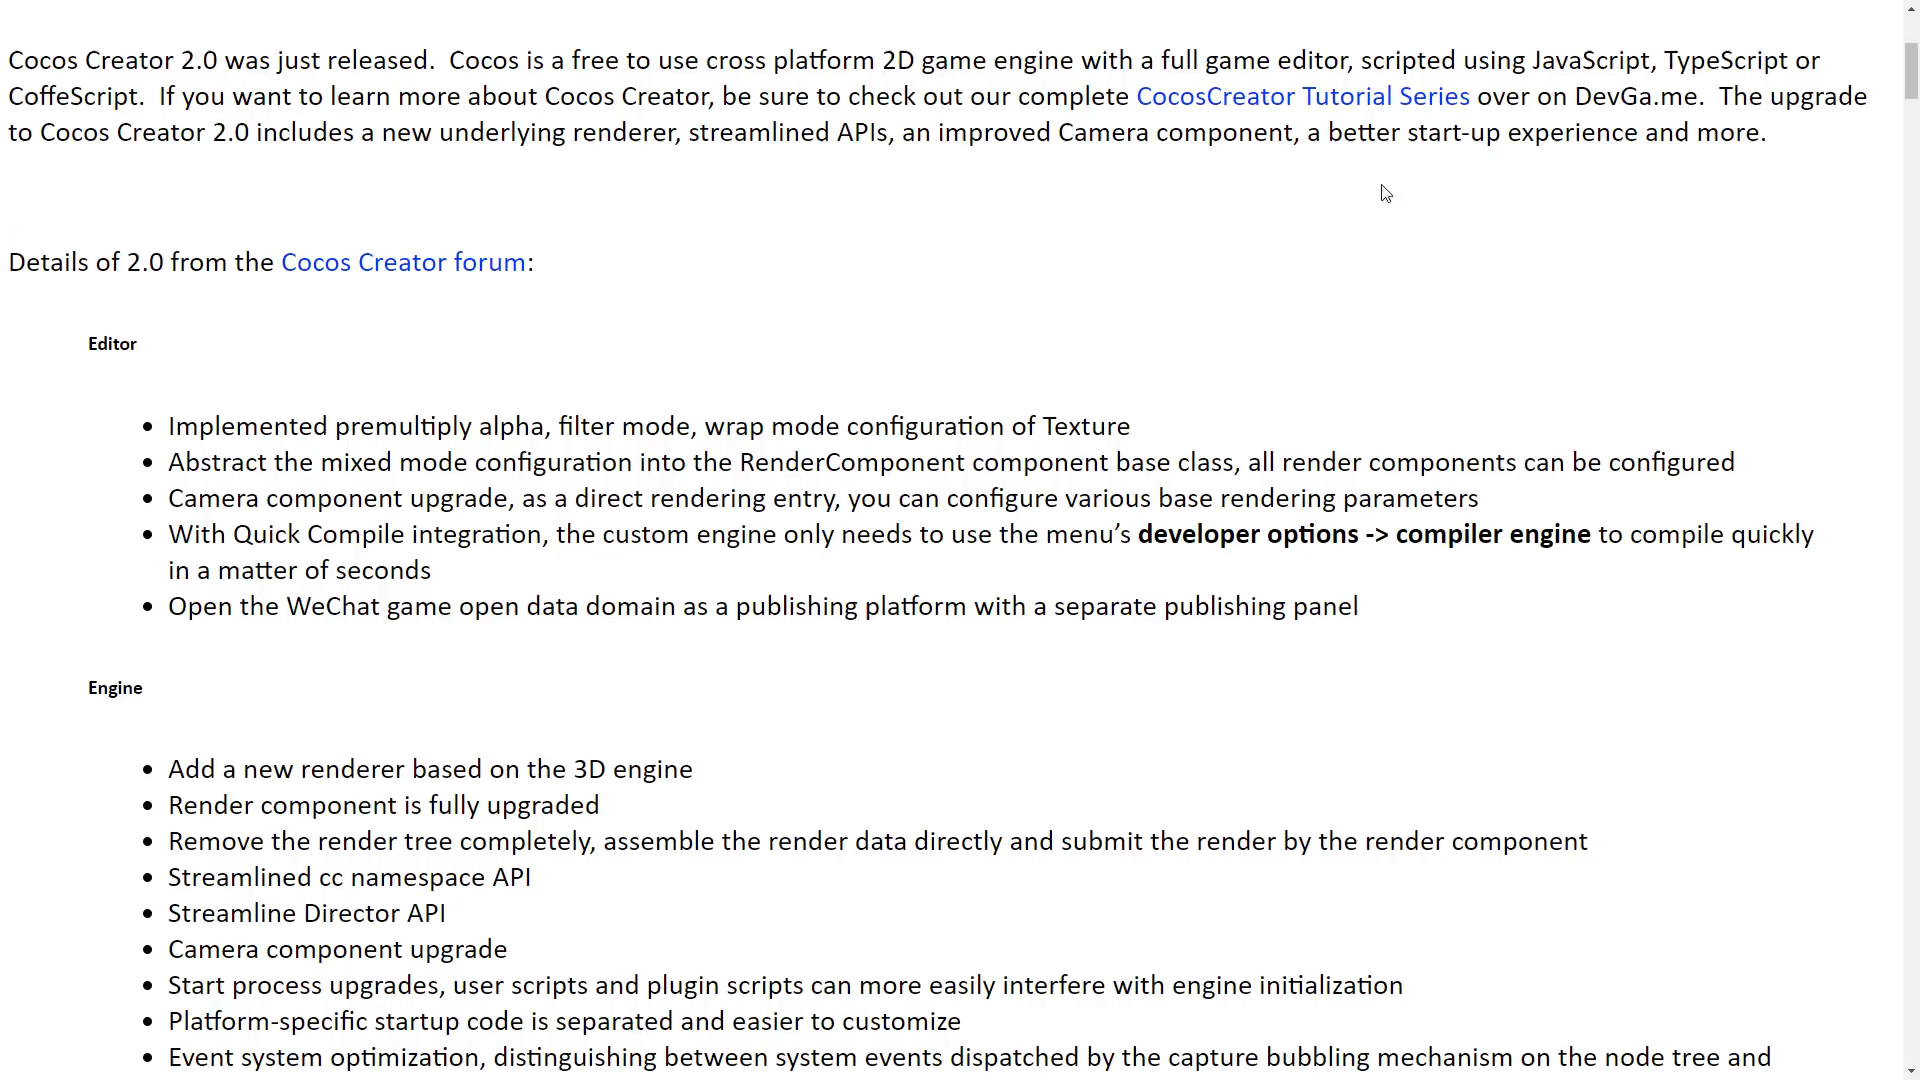 Cocos Creator 2.0 was just released.  Cocos is a free to use cross platform 2D game engine with a full game editor, scripted using JavaScript, TypeScript or
CoffeScript.  If you want to learn more about Cocos Creator, be sure to check out our complete CocosCreator Tutorial Series over on DevGa.me.  The upgrade
to Cocos Creator 2.0 includes a new underlying renderer, streamlined APIs, an improved Camera component, a better start-up experience and more.
Details of 2.0 from the Cocos Creator forum:
Editor
• Implemented premultiply alpha, filter mode, wrap mode configuration of Texture
• Abstract the mixed mode configuration into the RenderComponent component base class, all render components can be configured
• Camera component upgrade, as a direct rendering entry, you can configure various base rendering parameters
• With Quick Compile integration, the custom engine only needs to use the menu’s developer options -> compiler engine to compile quickly
in a matter of seconds
• Open the WeChat game open data domain as a publishing platform with a separate publishing panel
Engine
• Add a new renderer based on the 3D engine
• Render component is fully upgraded
• Remove the render tree completely, assemble the render data directly and submit the render by the render component
• Streamlined cc namespace API
• Streamline Director API
• Camera component upgrade
• Start process upgrades, user scripts and plugin scripts can more easily interfere with engine initialization
• Platform-specific startup code is separated and easier to customize
• Event system optimization, distinguishing between system events dispatched by the capture bubbling mechanism on the node tree and